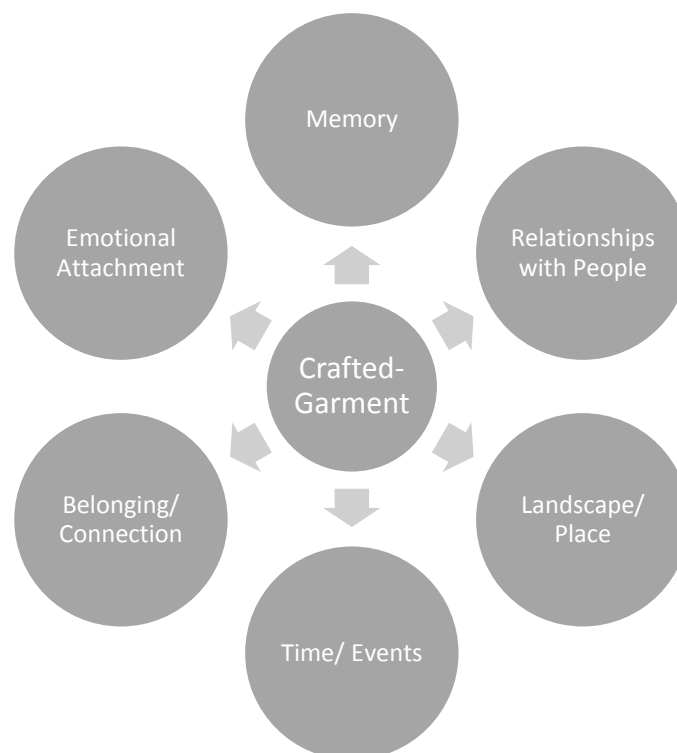 Memory
Emotional
Attachment
Relationships
with People
Crafted-
Garment
Belonging/
Connection
Landscape/
Place
Time/ Events